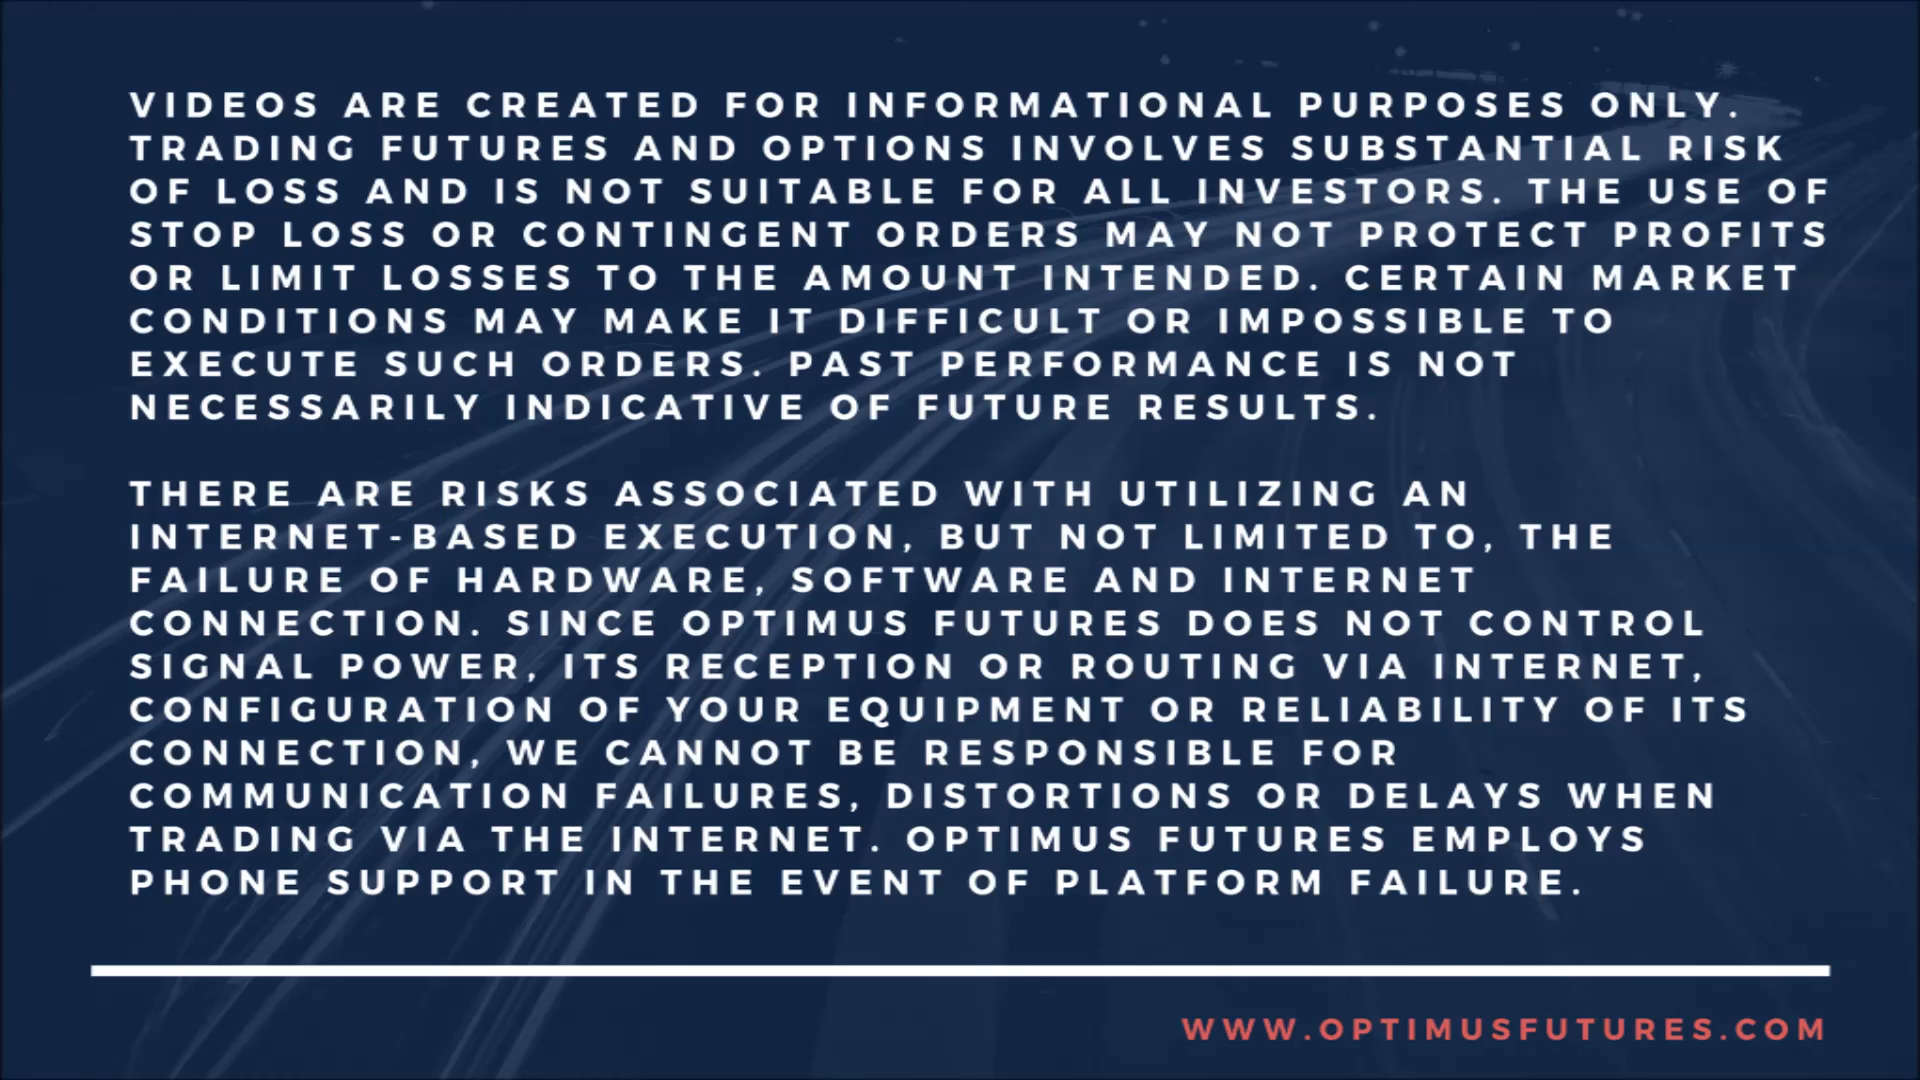 VIDEOS ARE CREATED FOR INFORMATIONAL PURPOSES ONLY.
TRADING FUTURES AND OPTIONS INVOLVES SUBSTANTIAL RISK
OF LOSS AND IS NOT SUITABLE FOR ALL INVESTORS. THE USE OF
STOP LOSS OR CONTINGENT ORDERS MAY NOT PROTECT PROFITS
OR LIMIT LOSSES TO THE AMOUNT INTENDED. CERTAIN MARKET
CONDITIONS MAY MAKE IT DIFFICULT OR IMPOSSIBLE TO
EXECUTE SUCH ORDERS. PAST PERFORMANCE IS NOT
NECESSARILY INDICATIVE OF FUTURE RESULTS.
THERE ARE RISKS ASSOCIATED WITH UTILIZING AN
INTERNET-BASED EXECUTION, BUT NOT LIMITED TO, THE
FAILURE OF HARDWARE, SOFTWARE AND INTERNET
CONNECTION. SINCE OPTIMUS FUTURES DOES NOT CONTROL
SIGNAL POWER, ITS RECEPTION OR ROUTING VIA INTERNET,
CONFIGURATION OF YOUR EQUIPMENT OR RELIABILITY OF ITS
CONNECTION, WE CANNOT BE RESPONSIBLE FOR
COMMUNICATION FAILURES, DISTORTIONS OR DELAYS WHEN
TRADING VIA THE INTERNET. OPTIMUS FUTURES EMPLOYS
PHONE SUPPORT IN THE EVENT OF PLATFORM FAILURE.
WWW.OPTIMUSFUTURES.COM